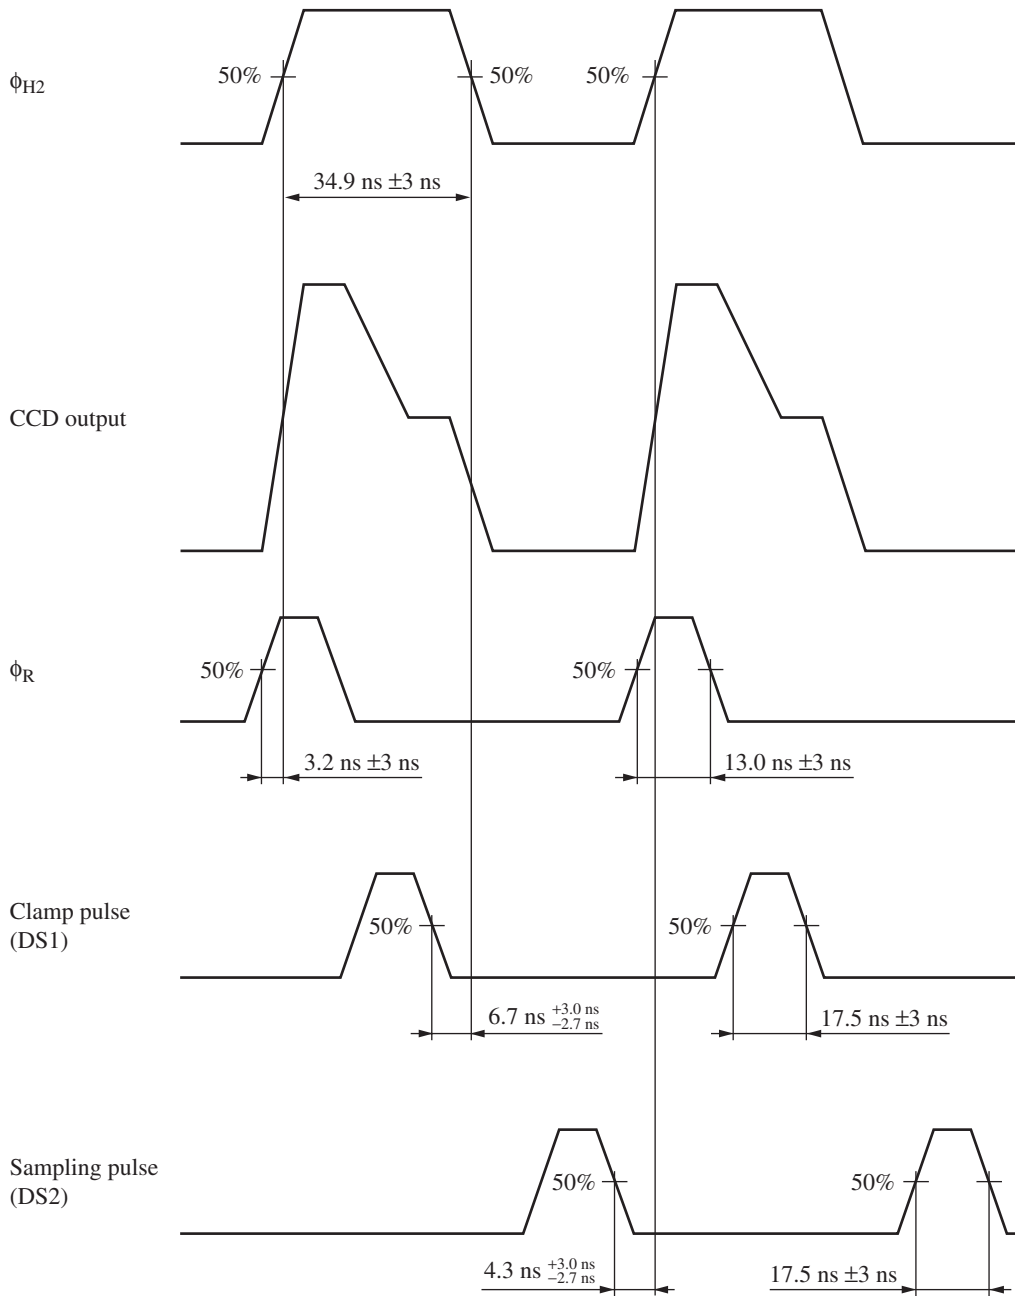 50% 50% 50%
ϕH2
34.9 ns ±3 ns
CCD output
50% 50%
ϕR
3.2 ns ±3 ns 13.0 ns ±3 ns
Clamp pulse
(DS1)
50% 50%
6.7 ns +3.0 ns −2.7 ns 17.5 ns ±3 ns
Sampling pulse
(DS2)
50% 50%
4.3 ns +3.0 ns −2.7 ns 17.5 ns ±3 ns